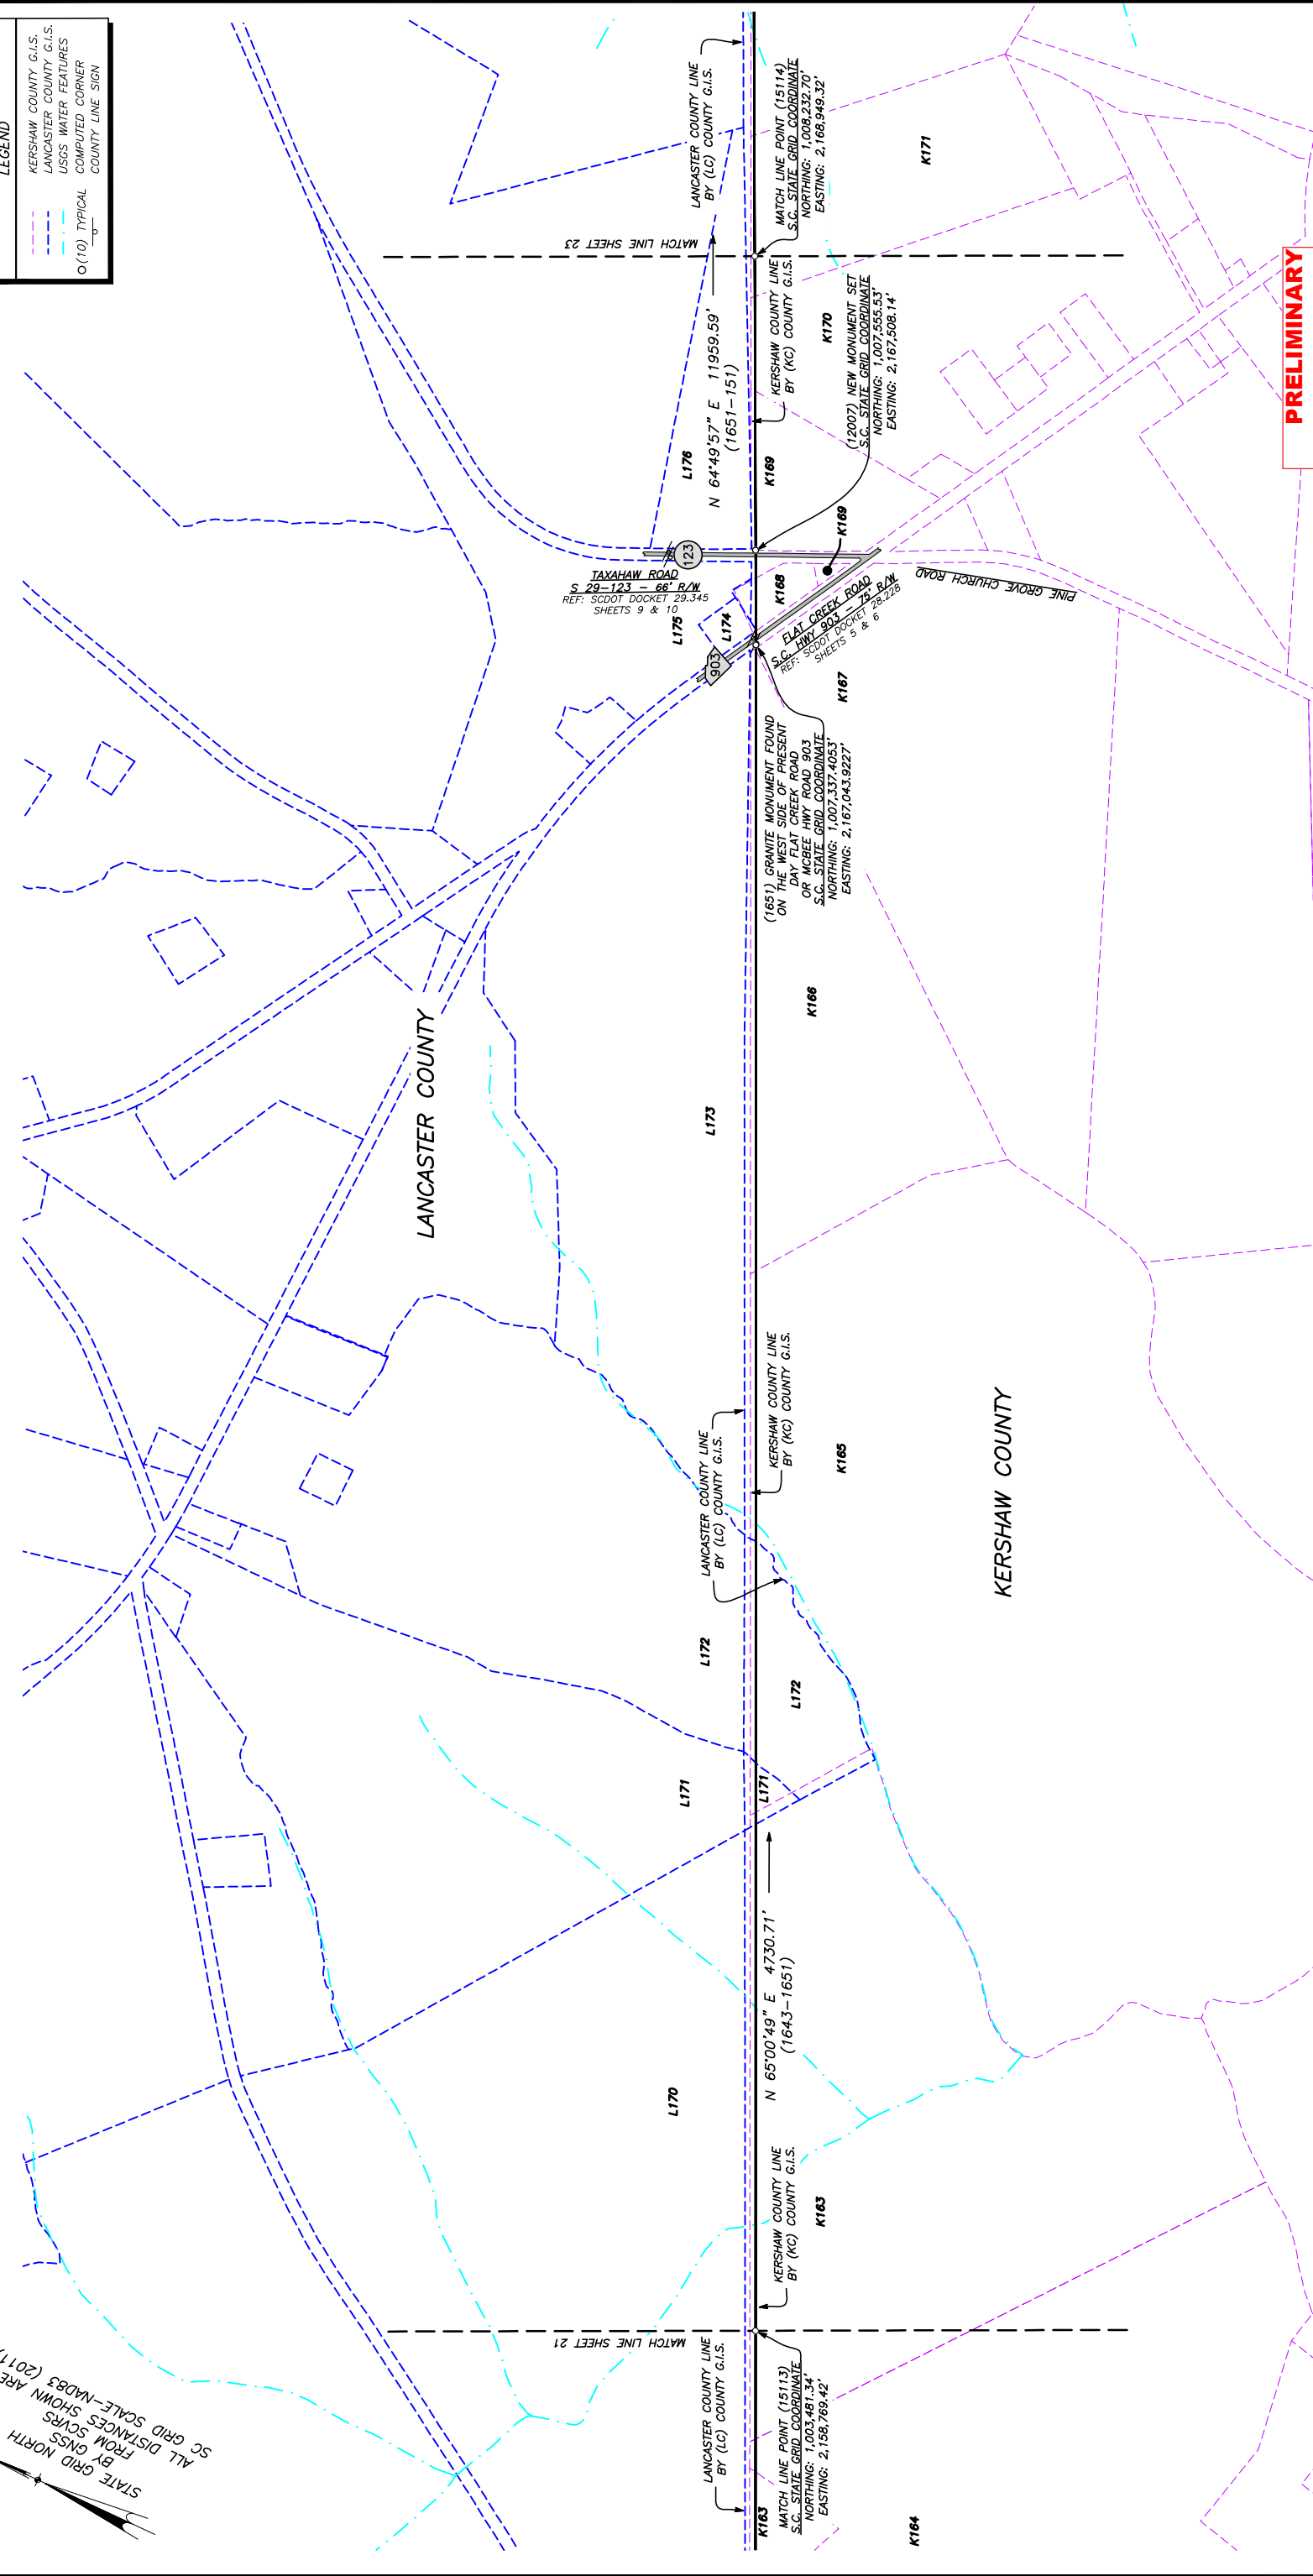 LEGEND
KERSHAW COUNTY G.I.S.
LANCASTER COUNTY G.I.S.
USGS WATER FEATURES
(10) TYPICAL COMPUTED CORNER
COUNTY LINE SIGN
STATE GRID NORTH
BY GNSS
FROM SCVRS
ALL DISTANCES SHOWN ARE
SC GRID SCALE-NAD83 (2011)
MATCH LINE SHEET 21
LANCASTER COUNTY LINE
BY (LC) COUNTY G.I.S.
K163
MATCH LINE POINT (15113)
S.C. STATE GRID COORDINATE
NORTHING: 1,003,481.34'
EASTING: 2,158,769.42'
K164
KERSHAW COUNTY LINE
BY (KC) COUNTY G.I.S.
K163
L170
N 65°00'49" E 4730.71'
(1643-1651)
L171
L171
L172
L172
LANCASTER COUNTY LINE
BY (LC) COUNTY G.I.S.
KERSHAW COUNTY LINE
BY (KC) COUNTY G.I.S.
K165
KERSHAW COUNTY
LANCASTER COUNTY
L173
K166
(1651) GRANITE MONUMENT FOUND
ON THE WEST SIDE OF PRESENT
DAY FLAT CREEK ROAD
OR MCBEE HWY ROAD 903
S.C. STATE GRID COORDINATE
NORTHING: 1,007,337.4053'
EASTING: 2,167,043.9227'
K167
903
L174
L175
TAXAHAW ROAD
S 29-123 - 66' R/W
REF: SCDOT DOCKET 29.345
SHEETS 9 & 10
123
K168
FLAT CREEK ROAD
S.C. HWY 903 - 75' R/W
REF: SCDOT DOCKET 28.228
SHEETS 5 & 6
K169
PINE GROVE CHURCH ROAD
L176
K169
N 64°49'57" E 11959.59'
(1651-151)
(12007) NEW MONUMENT SET
S.C. STATE GRID COORDINATE
NORTHING: 1,007,555.53'
EASTING: 2,167,508.14'
KERSHAW COUNTY LINE
BY (KC) COUNTY G.I.S.
K170
MATCH LINE SHEET 23
LANCASTER COUNTY LINE
BY (LC) COUNTY G.I.S.
MATCH LINE POINT (15114)
S.C. STATE GRID COORDINATE
NORTHING: 1,008,232.70'
EASTING: 2,168,949.32'
K171
PRELIMINARY